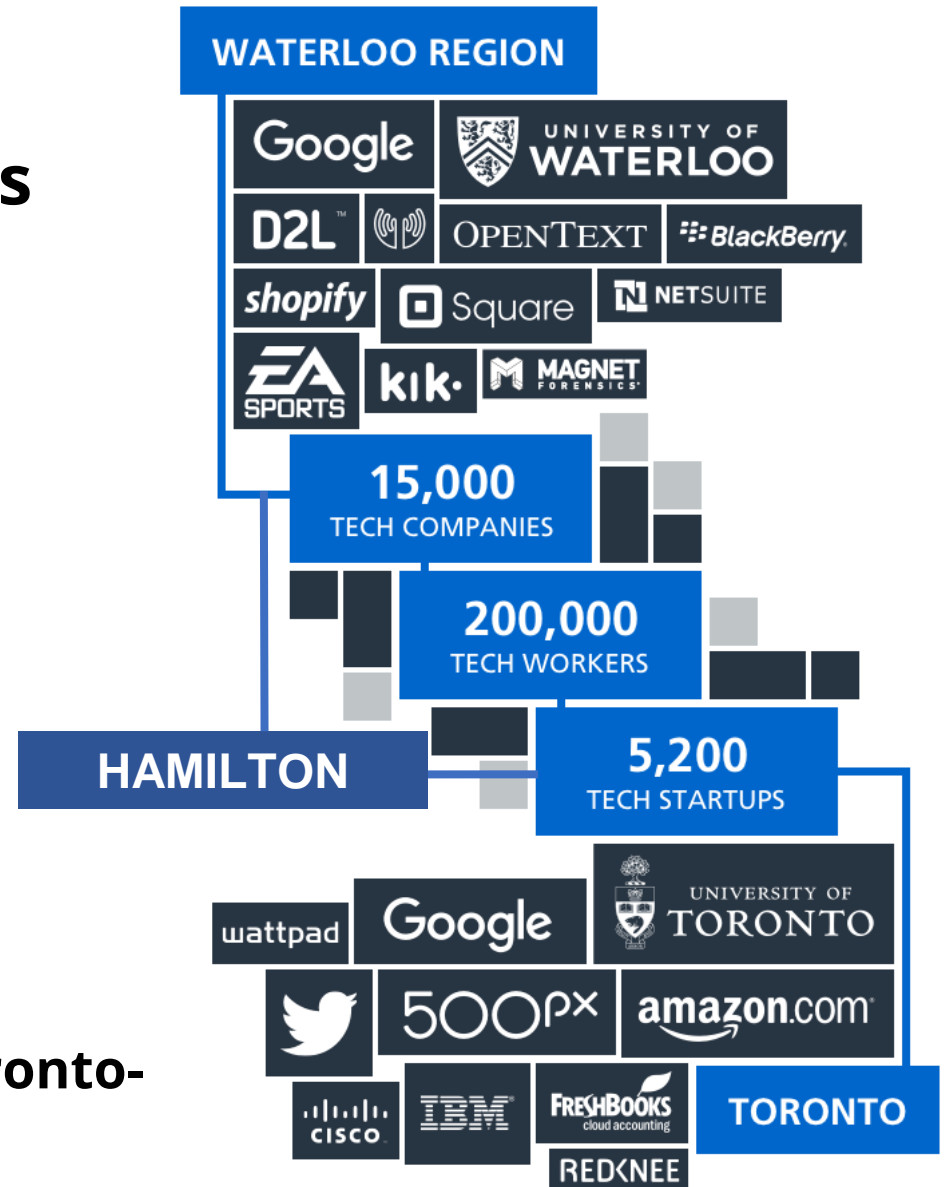 WATERLOO REGION
Google
UNIVERSITY OF
WATERLOO
s
D2L™
OPENTEXT
BlackBerry®
shopify
Square
NETSUITE
EA
SPORTS
kik·
MAGNET
FORENSICS®
15,000
TECH COMPANIES
200,000
TECH WORKERS
HAMILTON
5,200
TECH STARTUPS
wattpad
Google
UNIVERSITY OF
TORONTO
500px
amazon.com®
ronto-
CISCO
IBM®
FRESHBOOKS
cloud accounting
TORONTO
REDKNEE